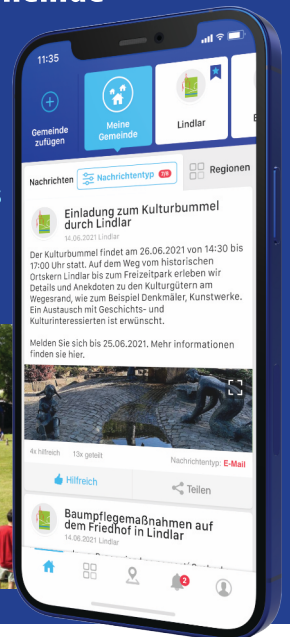 11:35
Gemeinde
zufügen
Meine
Gemeinde
Lindlar
Nachrichten
Nachrichtentyp 7/8
Regionen
Einladung zum Kulturbummel
durch Lindlar
14.06.2021 Lindlar
Der Kulturbummel findet am 26.06.2021 von 14:30 bis
17:00 Uhr statt. Auf dem Weg vom historischen
Ortskern Lindlar bis zum Freizeitpark erleben wir
Details und Anekdoten zu den Kulturgütern am
Wegesrand, wie zum Beispiel Denkmäler, Kunstwerke.
Ein Austausch mit Geschichts- und
Kulturinteressierten ist erwünscht.
Melden Sie sich bis 25.06.2021. Mehr informationen
finden sie hier.
4x hilfreich 13x geteilt
Nachrichtentyp: E-Mail
Hilfreich
Teilen
Baumpflegemaßnahmen auf
dem Friedhof in Lindlar
14.06.2021 Lindlar
2